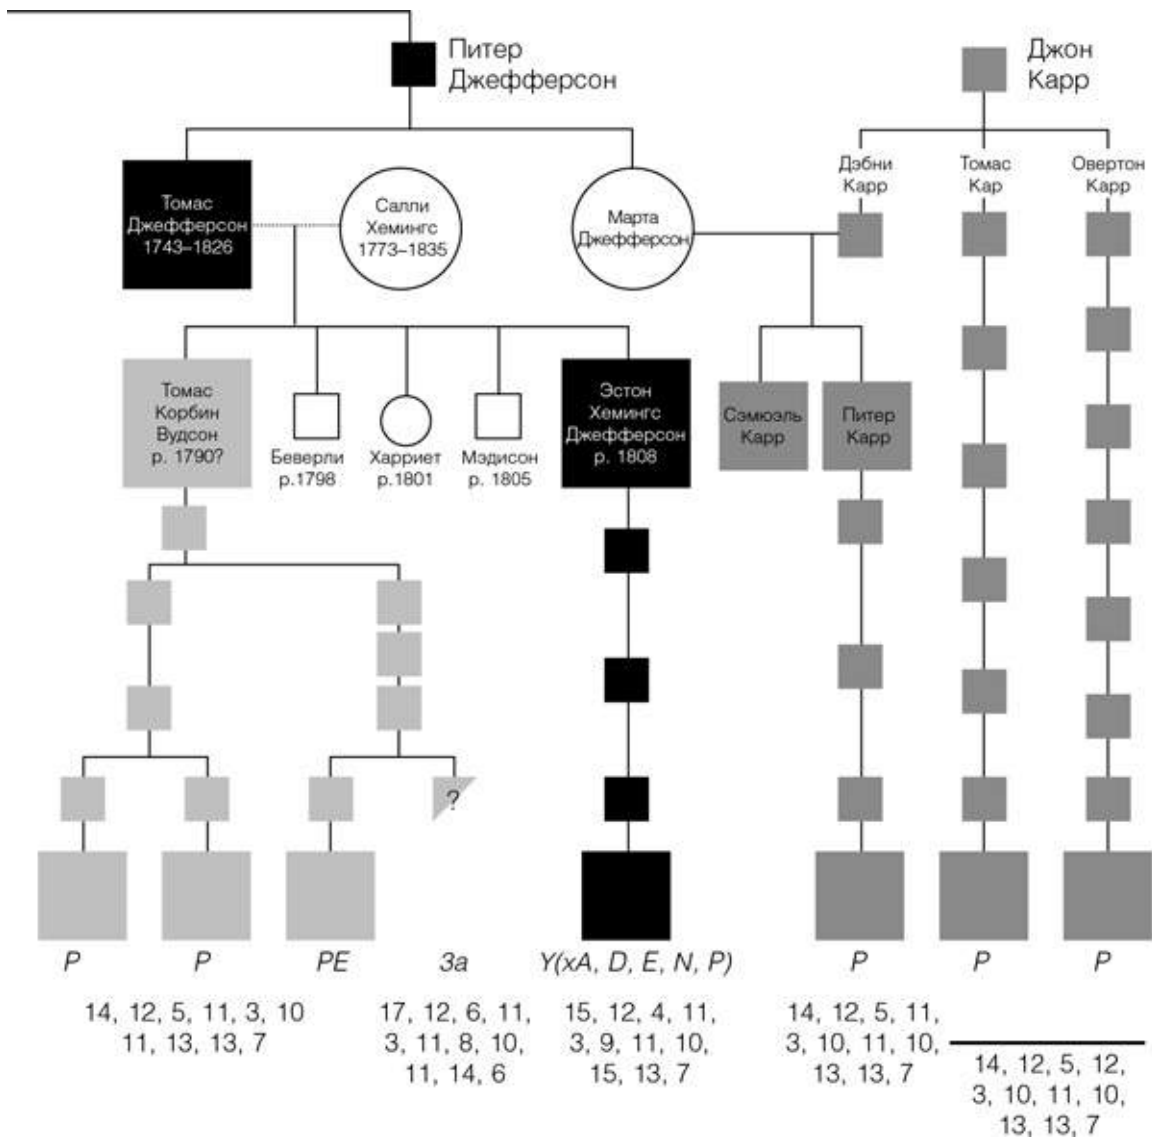 Питер
Джефферсон
Джон
Карр
Томас
Джефферсон
1743–1826
Салли
Хемингс
1773–1835
Марта
Джефферсон
Дэбни
Карр
Томас
Кар
Овертон
Карр
Томас
Корбин
Вудсон
р. 1790?
Беверли
р.1798
Харриет
р.1801
Мэдисон
р. 1805
Эстон
Хемингс
Джефферсон
р. 1808
Сэмюэль
Карр
Питер
Карр
?
P
P
PE
3a
Y(xA, D, E, N, P)
P
P
P
14, 12, 5, 11, 3, 10
11, 13, 13, 7
17, 12, 6, 11,
3, 11, 8, 10,
11, 14, 6
15, 12, 4, 11,
3, 9, 11, 10,
15, 13, 7
14, 12, 5, 11,
3, 10, 11, 10,
13, 13, 7
14, 12, 5, 12,
3, 10, 11, 10,
13, 13, 7